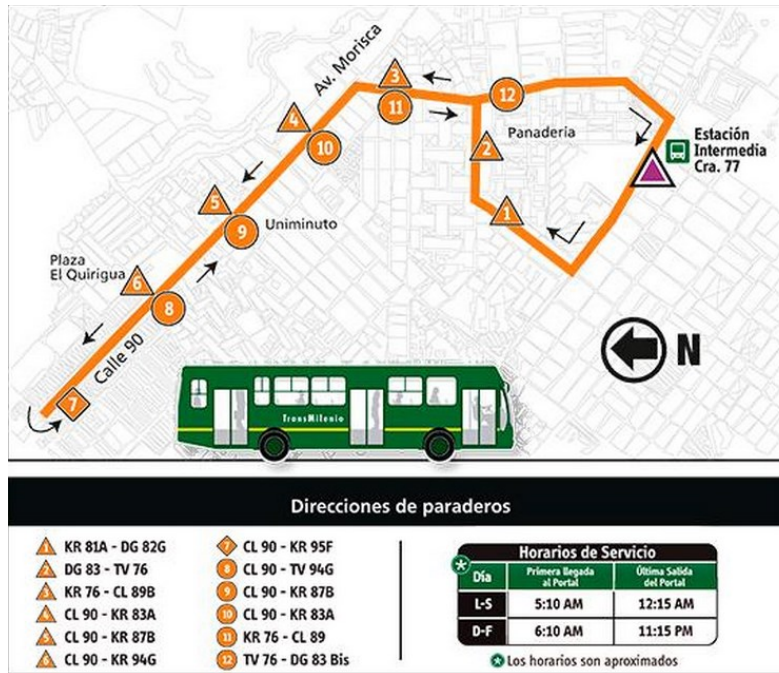 Av. Morisca
3
11
12
4
10
Panadería
2
Estación
Intermedia
Cra. 77
5
9
Uniminuto
1
Plaza
El Quirigua
6
8
Calle 90
7
N
TransMilenio
Direcciones de paraderos
1 KR 81A - DG 82G
2 DG 83 - TV 76
3 KR 76 - CL 89B
4 CL 90 - KR 83A
5 CL 90 - KR 87B
6 CL 90 - KR 94G
7 CL 90 - KR 95F
8 CL 90 - TV 94G
9 CL 90 - KR 87B
10 CL 90 - KR 83A
11 KR 76 - CL 89
12 TV 76 - DG 83 Bis
Horarios de Servicio
* Día Primera llegada al Portal Última Salida del Portal
L-S 5:10 AM 12:15 AM
D-F 6:10 AM 11:15 PM
* Los horarios son aproximados